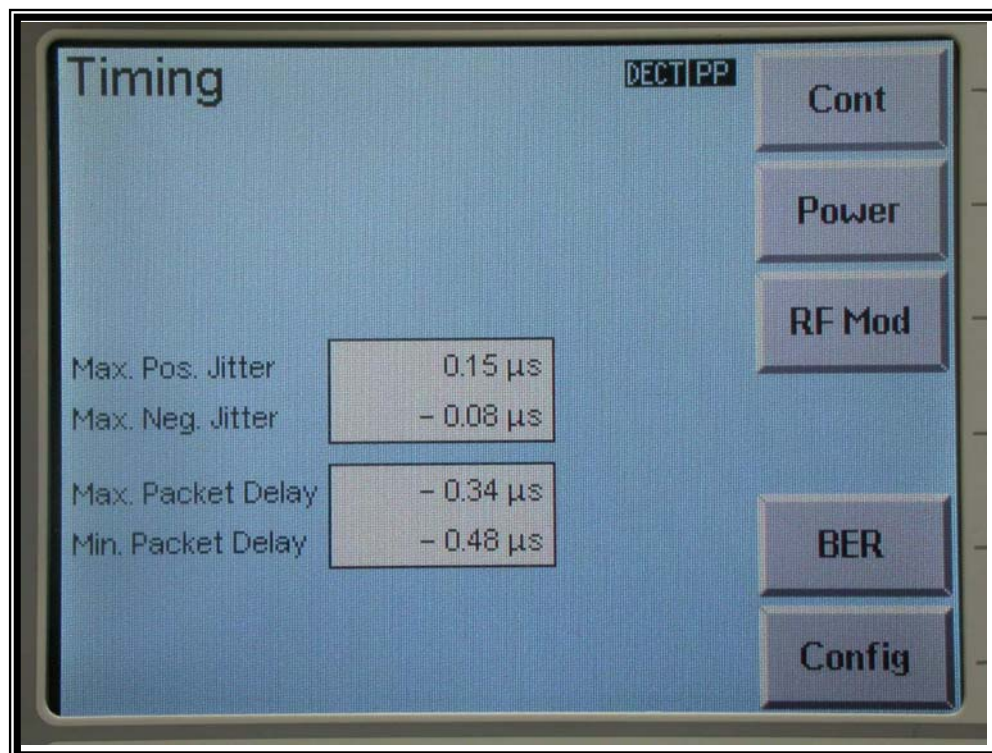 Timing
DECT PP
Cont
Power
RF Mod
Max. Pos. Jitter 0.15 µs
Max. Neg. Jitter – 0.08 µs
Max. Packet Delay – 0.34 µs
Min. Packet Delay – 0.48 µs
BER
Config